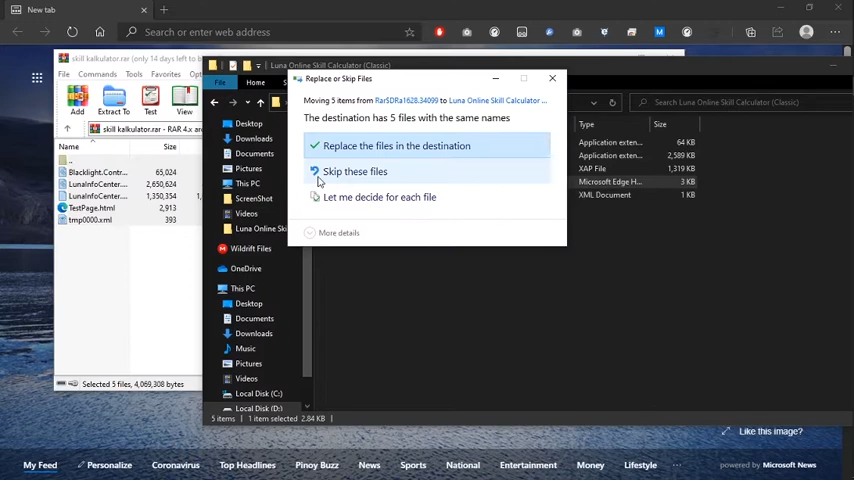 New tab
Search or enter web address
skill kalkulator.rar (only 14 days left to
File Commands Tools Favorites
Add Extract To Test View
skill kalkulator.rar - RAR 4.x
Name Size
..
Blacklight.Contr... 65,024
LunaInfoCenter... 2,650,624
LunaInfoCenter... 1,350,354
TestPage.html 2,913
tmp0000.xml 393
Selected 5 files, 4,069,308 bytes
Luna Online Skill Calculator (Classic)
File Home
Search Luna Online Skill Calculator (Classic)
Desktop
Downloads
Documents
Pictures
This PC
ScreenShot
Videos
Luna Online Skil
Wildrift Files
OneDrive
This PC
Desktop
Documents
Downloads
Music
Pictures
Videos
Local Disk (C:)
Local Disk (D:)
Type Size
Application exten... 64 KB
Application exten... 2,589 KB
XAP File 1,319 KB
Microsoft Edge H... 3 KB
XML Document 1 KB
5 items 1 item selected 2.84 KB
Replace or Skip Files
Moving 5 items from Rar$DRa1628.34099 to Luna Online Skill Calculator ...
The destination has 5 files with the same names
Replace the files in the destination
Skip these files
Let me decide for each file
More details
Like this image?
My Feed Personalize Coronavirus Top Headlines Pinoy Buzz News Sports National Entertainment Money Lifestyle ... powered by Microsoft News